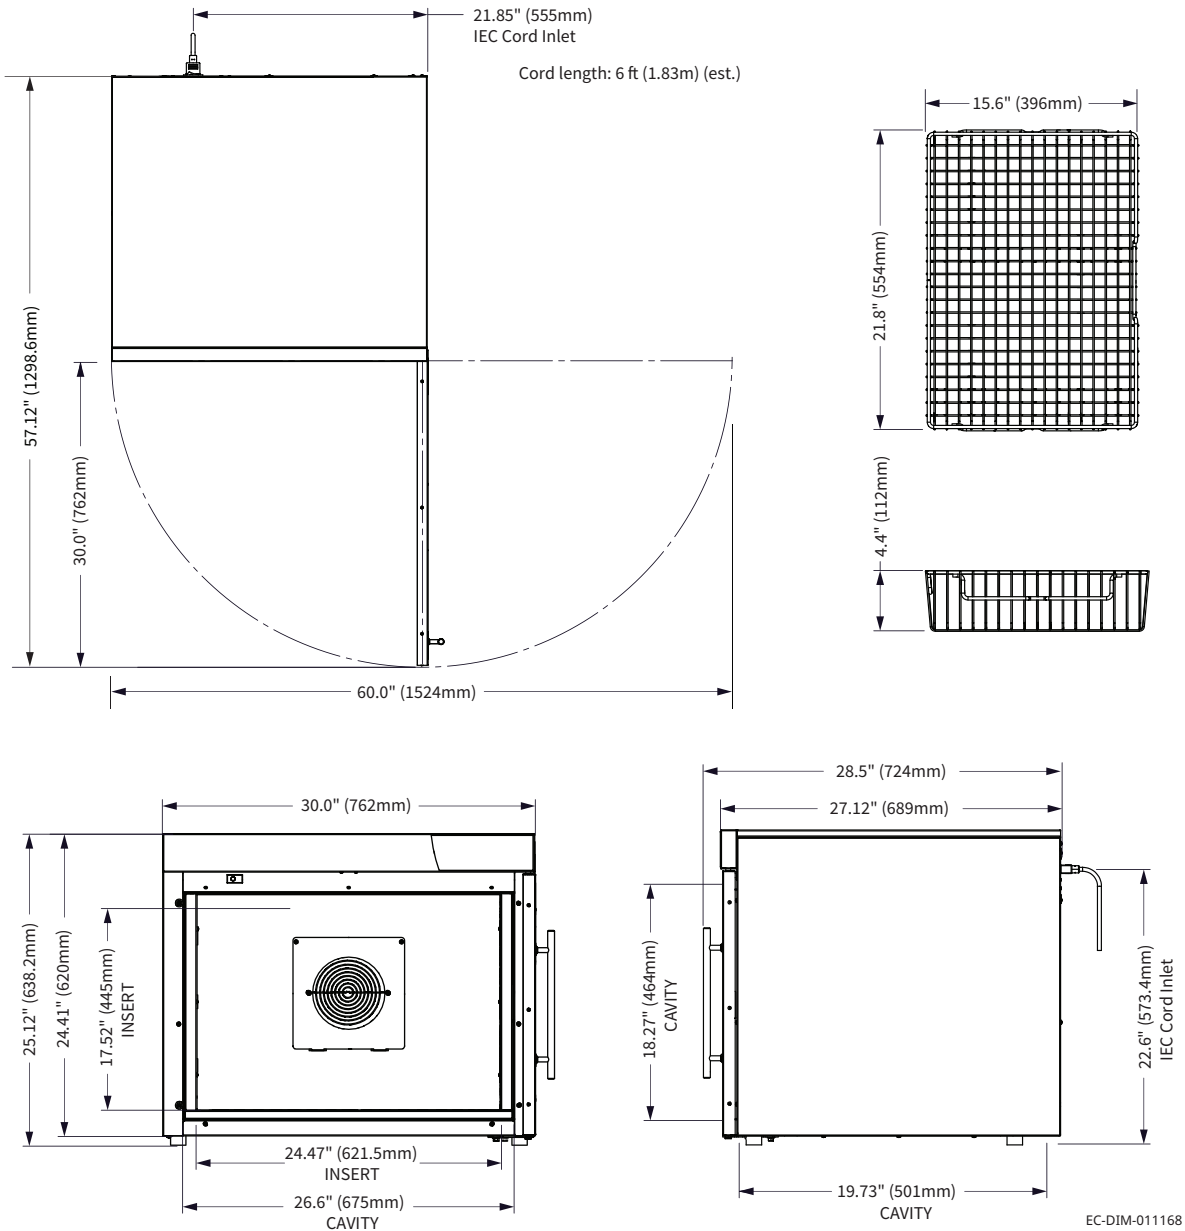 21.85" (555mm)
IEC Cord Inlet
Cord length: 6 ft (1.83m) (est.)
15.6" (396mm)
21.8" (554mm)
57.12" (1298.6mm)
30.0" (762mm)
4.4" (112mm)
60.0" (1524mm)
28.5" (724mm)
30.0" (762mm)
27.12" (689mm)
25.12" (638.2mm)
24.41" (620mm)
17.52" (445mm)
INSERT
18.27" (464mm)
CAVITY
22.6" (573.4mm)
IEC Cord Inlet
24.47" (621.5mm)
INSERT
26.6" (675mm)
CAVITY
19.73" (501mm)
CAVITY
EC-DIM-011168